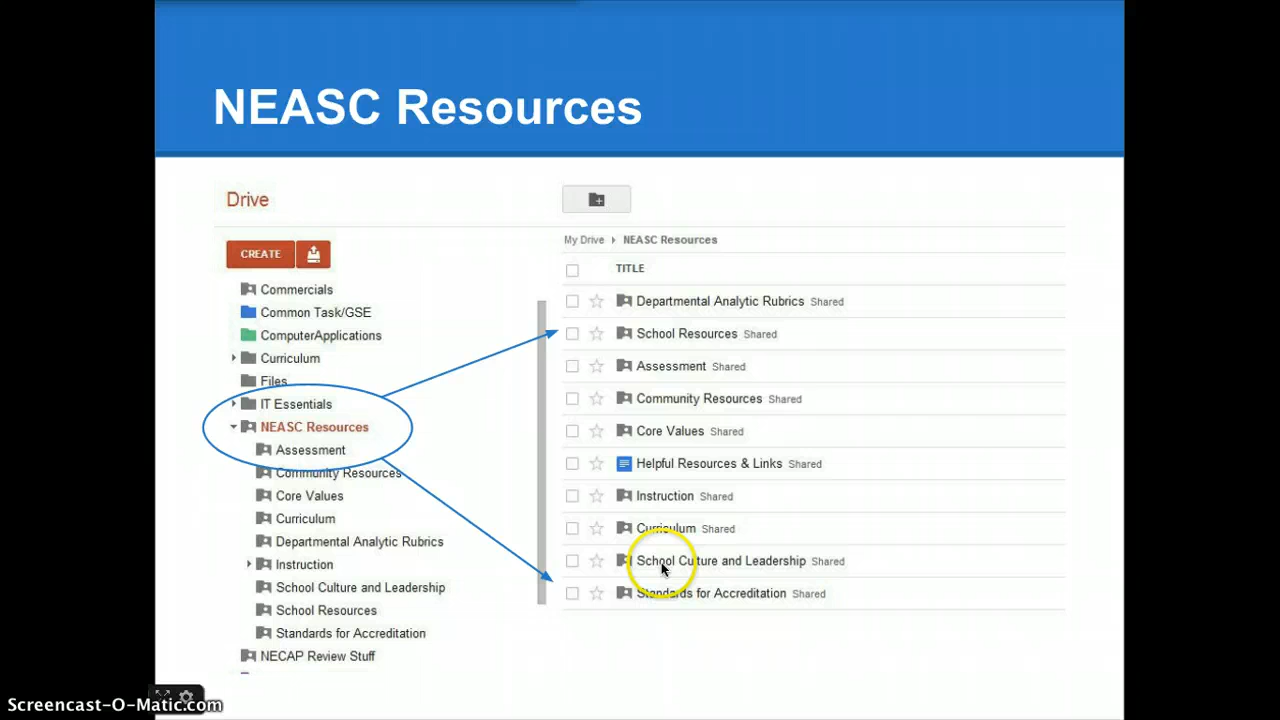 NEASC Resources
Drive
CREATE
Commercials
Common Task/GSE
ComputerApplications
Curriculum
Files
IT Essentials
NEASC Resources
Assessment
Community Resources
Core Values
Curriculum
Departmental Analytic Rubrics
Instruction
School Culture and Leadership
School Resources
Standards for Accreditation
NECAP Review Stuff
My Drive NEASC Resources
TITLE
Departmental Analytic Rubrics Shared
School Resources Shared
Assessment Shared
Community Resources Shared
Core Values Shared
Helpful Resources & Links Shared
Instruction Shared
Curriculum Shared
School Culture and Leadership Shared
Standards for Accreditation Shared
Screencast-O-Matic.com